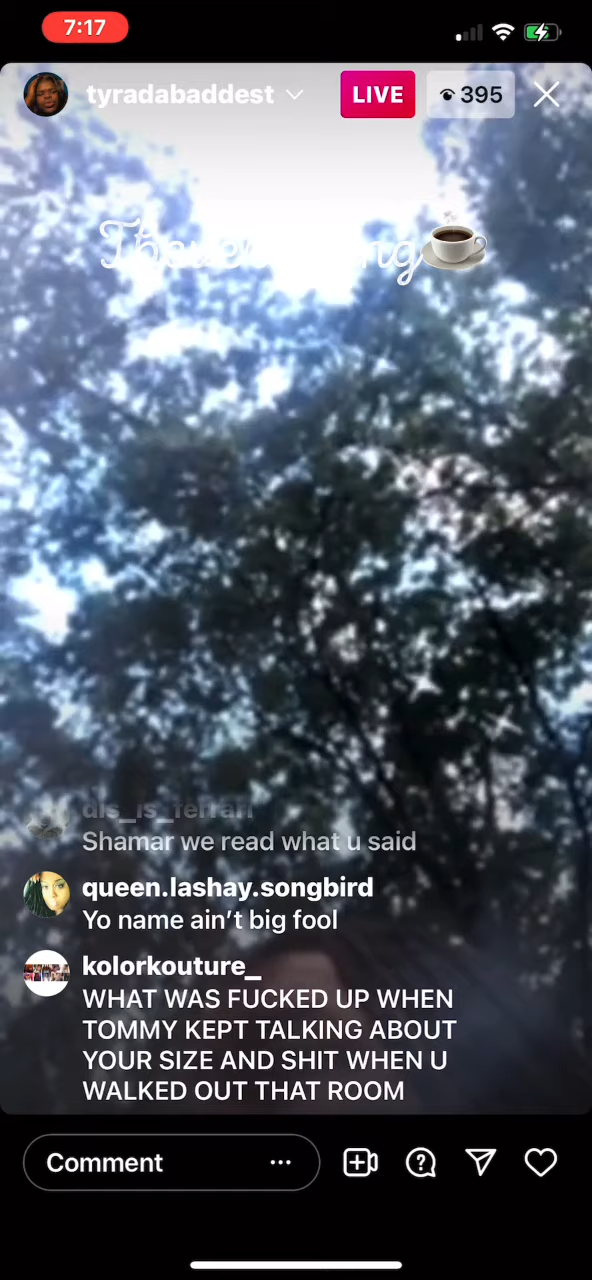 7:17
tyradabaddest
LIVE
395
dis_is_ferrari
Shamar we read what u said
queen.lashay.songbird
Yo name ain’t big fool
kolorkouture_
WHAT WAS FUCKED UP WHEN
TOMMY KEPT TALKING ABOUT
YOUR SIZE AND SHIT WHEN U
WALKED OUT THAT ROOM
Comment